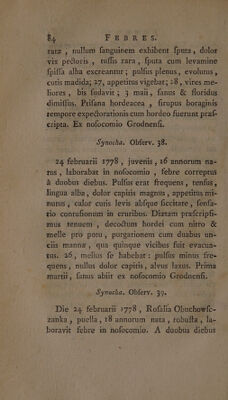 84 FEBRES.
rara , nullum sanguinem exhibent sputa, dolor
vix pectoris , tussis rara , sputa cum levamine
spissa alba excreantur; pulsus plenus, evolutus,
cutis madida; 27, appetitus vigebat; 28, vires me-
liores , bis sudavit ; 3 maii, sanus & floridus
dimissus. Ptisana hordeacea , sirupus boraginis
tempore expectorationis cum hordeo fuerunt præs-
cripta. Ex nosocomio Grodnensi.
Synocha. Observ. 38.
24 februarii 1778, juvenis, 26 annorum na-
tus , laborabat in nosocomio , febre correptus
à duobus diebus. Pulsus erat frequens , tensus,
lingua alba , dolor capitis magnus , appetitus mi-
nutus , calor cutis levis absque siccitate , sensa-
tio contusionum in cruribus. Diætam præscripsi-
mus tenuem , decoctum hordei cum nitro &
melle pro potu , purgationem cum duabus un-
ciis mannæ , qua quinque vicibus fuit evacua-
tus. 26, melius se habebat : pulsus minus fre-
quens , nullus dolor capitis, alvus laxus. Prima
martii , sanus abiit ex nosocomio Grodnensi.
Synocha. Observ. 39.
Die 24 februarii 1778 , Rosalia Obuchowsc-
zanka , puella , 18 annorum nata , robusta , la-
boravit febre in nosocomio. A duobus diebus